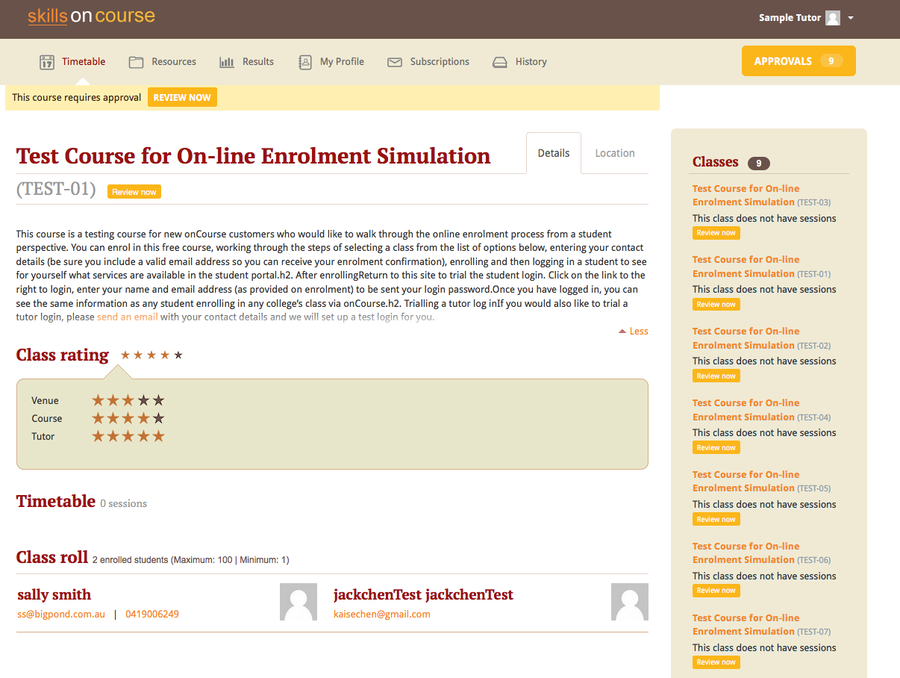 skillsoncourse
Sample Tutor
17
Timetable
Resources
Results
My Profile
Subscriptions
History
APPROVALS 9
This course requires approval REVIEW NOW
Test Course for On-line Enrolment Simulation
Details
Location
(TEST-01) Review now
This course is a testing course for new onCourse customers who would like to walk through the online enrolment process from a student
perspective. You can enrol in this free course, working through the steps of selecting a class from the list of options below, entering your contact
details (be sure you include a valid email address so you can receive your enrolment confirmation), enrolling and then logging in a student to see
for yourself what services are available in the student portal.h2. After enrollingReturn to this site to trial the student login. Click on the link to the
right to login, enter your name and email address (as provided on enrolment) to be sent your login password.Once you have logged in, you can
see the same information as any student enrolling in any college's class via onCourse.h2. Trialling a tutor log inIf you would also like to trial a
tutor login, please send an email with your contact details and we will set up a test login for you.
Less
Class rating
Venue
Course
Tutor
Timetable 0 sessions
Class roll 2 enrolled students (Maximum: 100 | Minimum: 1)
sally smith
ss@bigpond.com.au | 0419006249
jackchenTest jackchenTest
kaisechen@gmail.com
Classes 9
Test Course for On-line
Enrolment Simulation (TEST-03)
This class does not have sessions
Review now
Test Course for On-line
Enrolment Simulation (TEST-01)
This class does not have sessions
Review now
Test Course for On-line
Enrolment Simulation (TEST-02)
This class does not have sessions
Review now
Test Course for On-line
Enrolment Simulation (TEST-04)
This class does not have sessions
Review now
Test Course for On-line
Enrolment Simulation (TEST-05)
This class does not have sessions
Review now
Test Course for On-line
Enrolment Simulation (TEST-06)
This class does not have sessions
Review now
Test Course for On-line
Enrolment Simulation (TEST-07)
This class does not have sessions
Review now